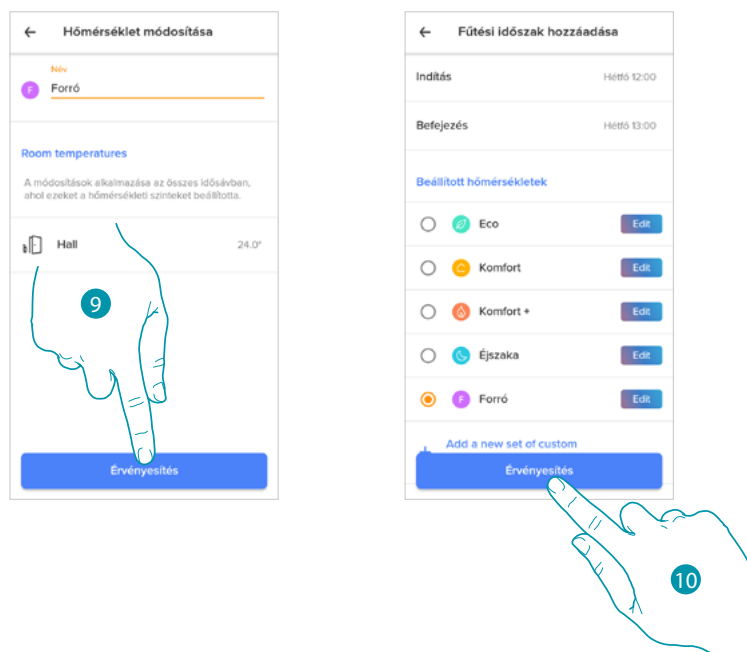 ← Hőmérséklet módosítása
Név
F Forró
Room temperatures
A módosítások alkalmazása az összes idősávban,
ahol ezeket a hőmérsékleti szinteket beállította.
Hall 24.0°
9
Érvényesítés
← Fűtési időszak hozzáadása
Indítás Hétfő 12:00
Befejezés Hétfő 13:00
Beállított hőmérsékletek
Eco Edit
C Komfort Edit
Komfort + Edit
Éjszaka Edit
F Forró Edit
+ Add a new set of custom
Érvényesítés
10